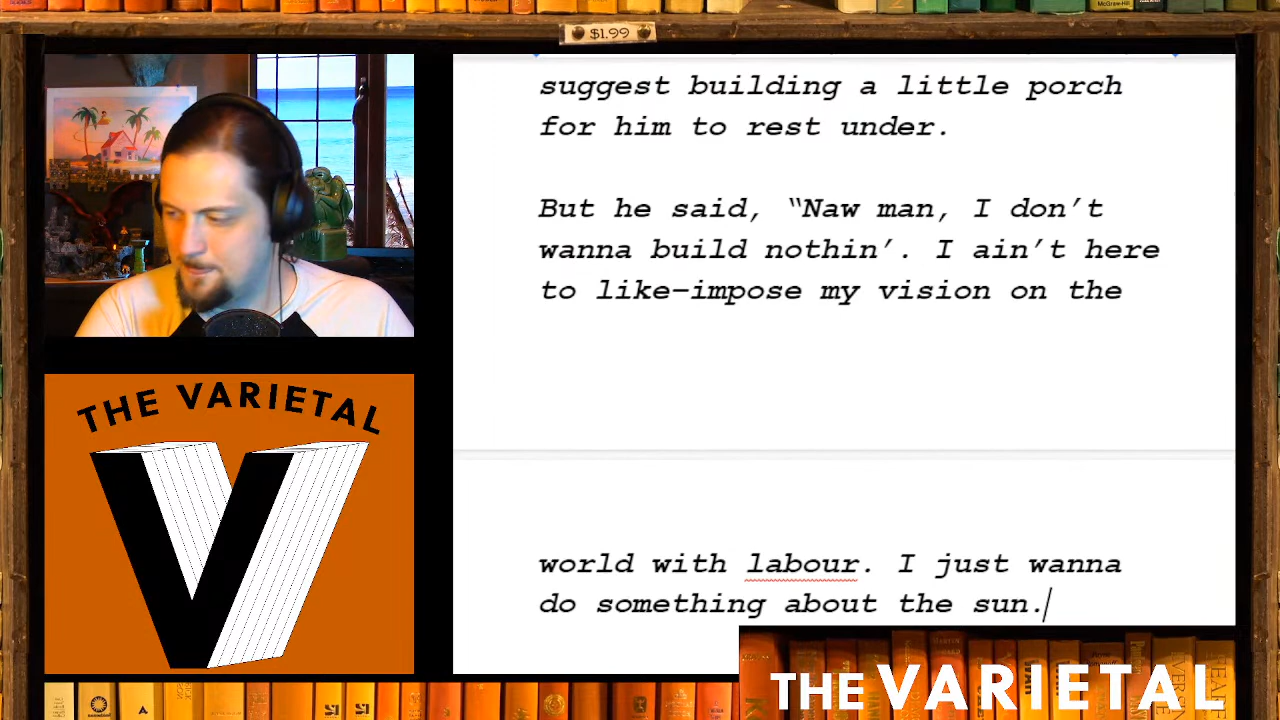 McGraw-Hill
$1.99
suggest building a little porch
for him to rest under.
But he said, “Naw man, I don’t
wanna build nothin’. I ain’t here
to like-impose my vision on the
world with labour. I just wanna
do something about the sun.
THE VARIETAL
THE VARIETAL